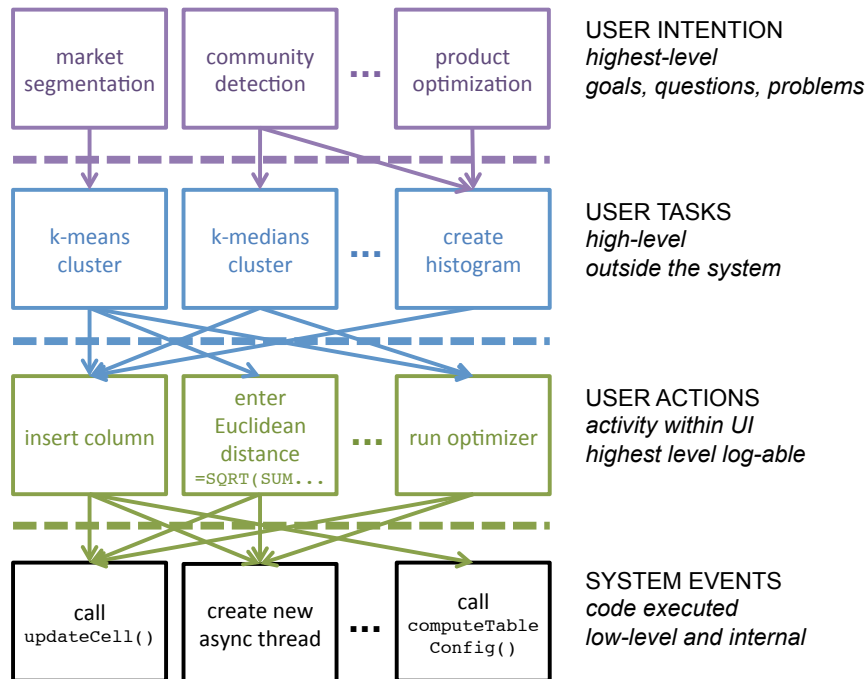 market
segmentation
community
detection
...
product
optimization
USER INTENTION
highest-level
goals, questions, problems
k-means
cluster
k-medians
cluster
...
create
histogram
USER TASKS
high-level
outside the system
insert column
enter
Euclidean
distance
=SQRT(SUM...
...
run optimizer
USER ACTIONS
activity within UI
highest level log-able
call
updateCell()
create new
async thread
...
call
computeTable
Config()
SYSTEM EVENTS
code executed
low-level and internal